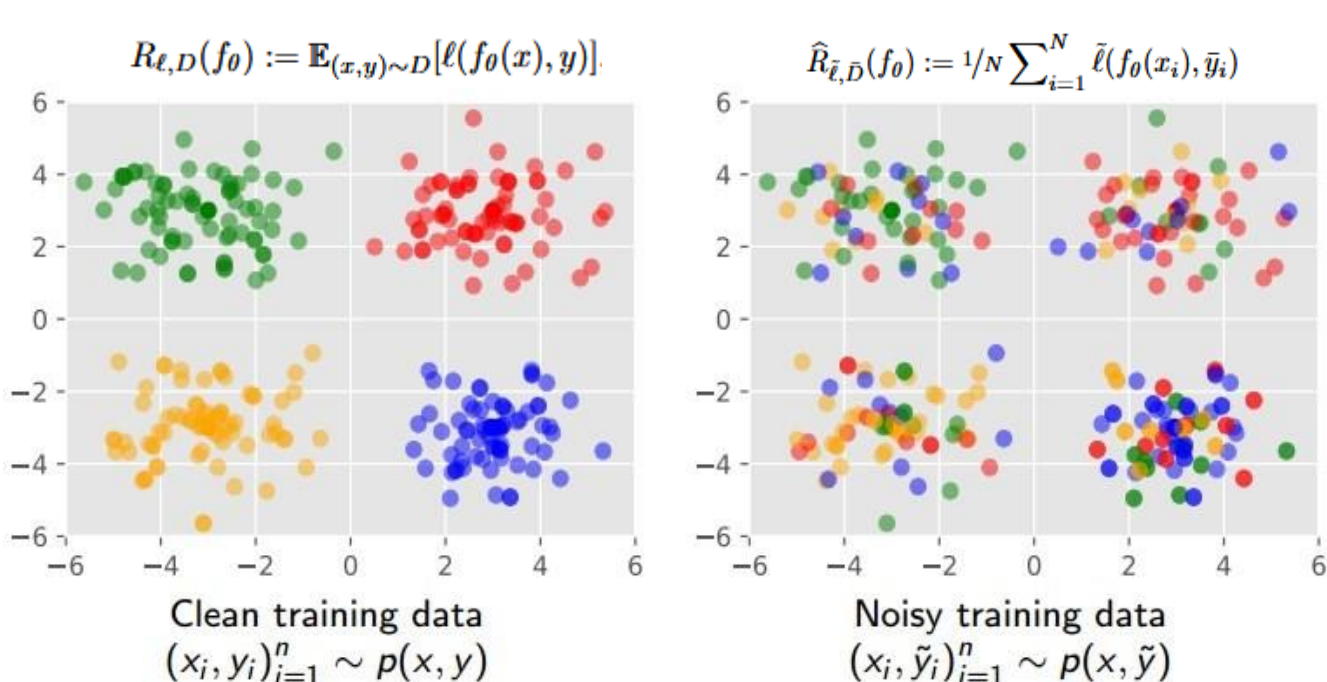 R_{ℓ,D}(f_θ) := 𝔼_{(x,y)∼D}[ℓ(f_θ(x), y)].
6
4
2
0
−2
−4
−6
−6 −4 −2 0 2 4 6
Clean training data
(x_i, y_i)_{i=1}^n ∼ p(x, y)
R̂_{ℓ̃,D̄}(f_θ) := 1/N ∑_{i=1}^N ℓ̃(f_θ(x_i), ȳ_i)
6
4
2
0
−2
−4
−6
−6 −4 −2 0 2 4 6
Noisy training data
(x_i, ỹ_i)_{i=1}^n ∼ p(x, ỹ)